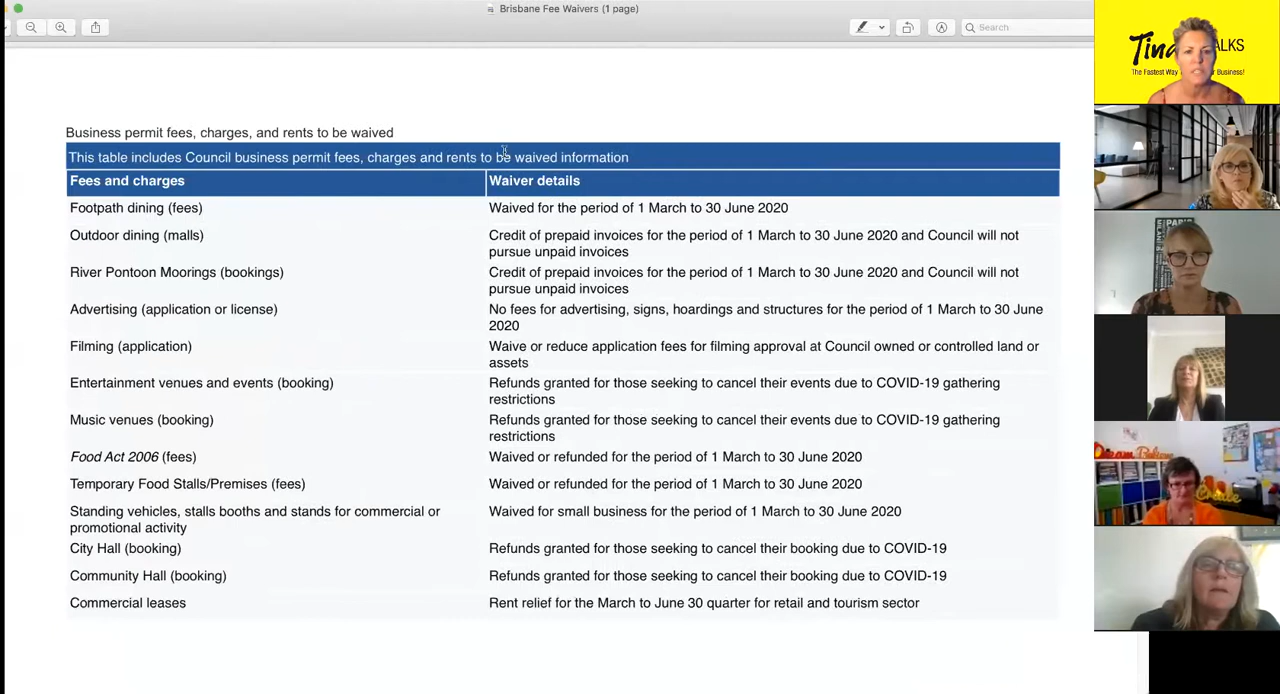 Brisbane Fee Waivers (1 page)
Search
Business permit fees, charges, and rents to be waived
This table includes Council business permit fees, charges and rents to be waived information
Fees and charges
Waiver details
Footpath dining (fees)
Waived for the period of 1 March to 30 June 2020
Outdoor dining (malls)
Credit of prepaid invoices for the period of 1 March to 30 June 2020 and Council will not
pursue unpaid invoices
River Pontoon Moorings (bookings)
Credit of prepaid invoices for the period of 1 March to 30 June 2020 and Council will not
pursue unpaid invoices
Advertising (application or license)
No fees for advertising, signs, hoardings and structures for the period of 1 March to 30 June
2020
Filming (application)
Waive or reduce application fees for filming approval at Council owned or controlled land or
assets
Entertainment venues and events (booking)
Refunds granted for those seeking to cancel their events due to COVID-19 gathering
restrictions
Music venues (booking)
Refunds granted for those seeking to cancel their events due to COVID-19 gathering
restrictions
Food Act 2006 (fees)
Waived or refunded for the period of 1 March to 30 June 2020
Temporary Food Stalls/Premises (fees)
Waived or refunded for the period of 1 March to 30 June 2020
Standing vehicles, stalls booths and stands for commercial or
promotional activity
Waived for small business for the period of 1 March to 30 June 2020
City Hall (booking)
Refunds granted for those seeking to cancel their booking due to COVID-19
Community Hall (booking)
Refunds granted for those seeking to cancel their booking due to COVID-19
Commercial leases
Rent relief for the March to June 30 quarter for retail and tourism sector
The Fastest Way Business!
PARIS
MILAN
Create